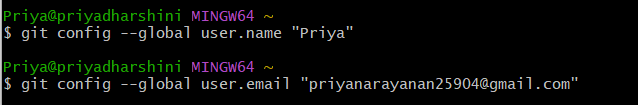 Priya@priyadharshini MINGW64 ~
$ git config --global user.name "Priya"
Priya@priyadharshini MINGW64 ~
$ git config --global user.email "priyanarayanan25904@gmail.com"